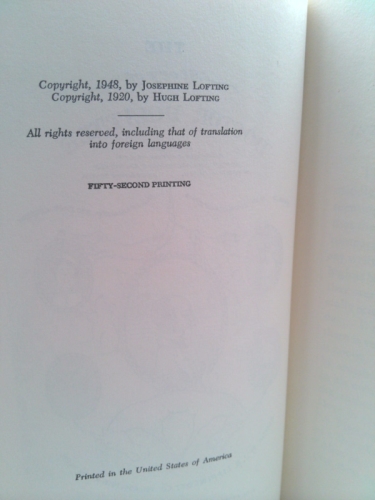 Copyright, 1948, by Josephine Lofting
Copyright, 1920, by Hugh Lofting
All rights reserved, including that of translation
into foreign languages
FIFTY-SECOND PRINTING
Printed in the United States of America